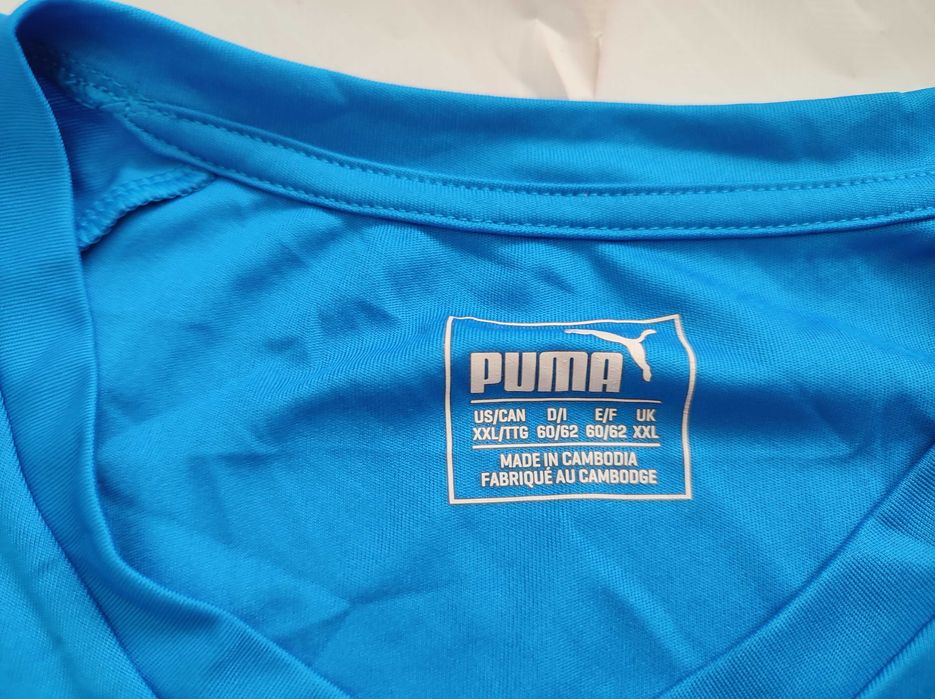 PUMA
US/CAN D/I E/F UK
XXL/TTG 60/62 60/62 XXL
MADE IN CAMBODIA
FABRIQUÉ AU CAMBODGE